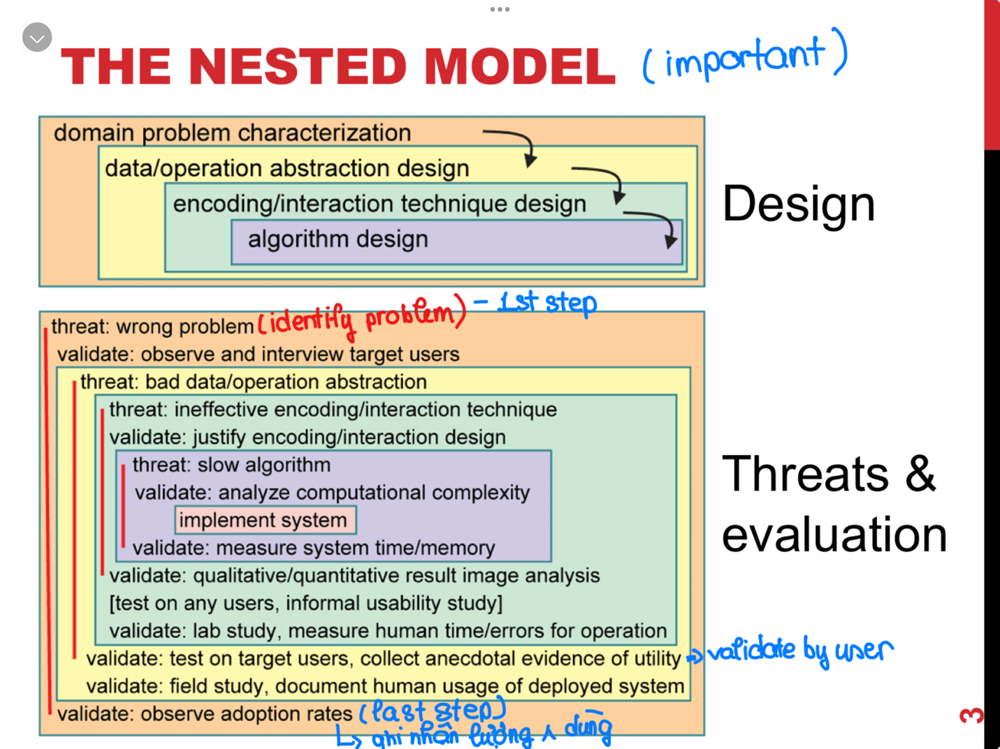 THE NESTED MODEL (important)
domain problem characterization
data/operation abstraction design
encoding/interaction technique design
algorithm design
Design
threat: wrong problem (identify problem) - 1st step
validate: observe and interview target users
threat: bad data/operation abstraction
threat: ineffective encoding/interaction technique
validate: justify encoding/interaction design
threat: slow algorithm
validate: analyze computational complexity
implement system
validate: measure system time/memory
validate: qualitative/quantitative result image analysis
[test on any users, informal usability study]
validate: lab study, measure human time/errors for operation
validate: test on target users, collect anecdotal evidence of utility → validate by user
validate: field study, document human usage of deployed system
validate: observe adoption rates (last step)
↳ ghi nhãn lượng
Threats &
evaluation
3